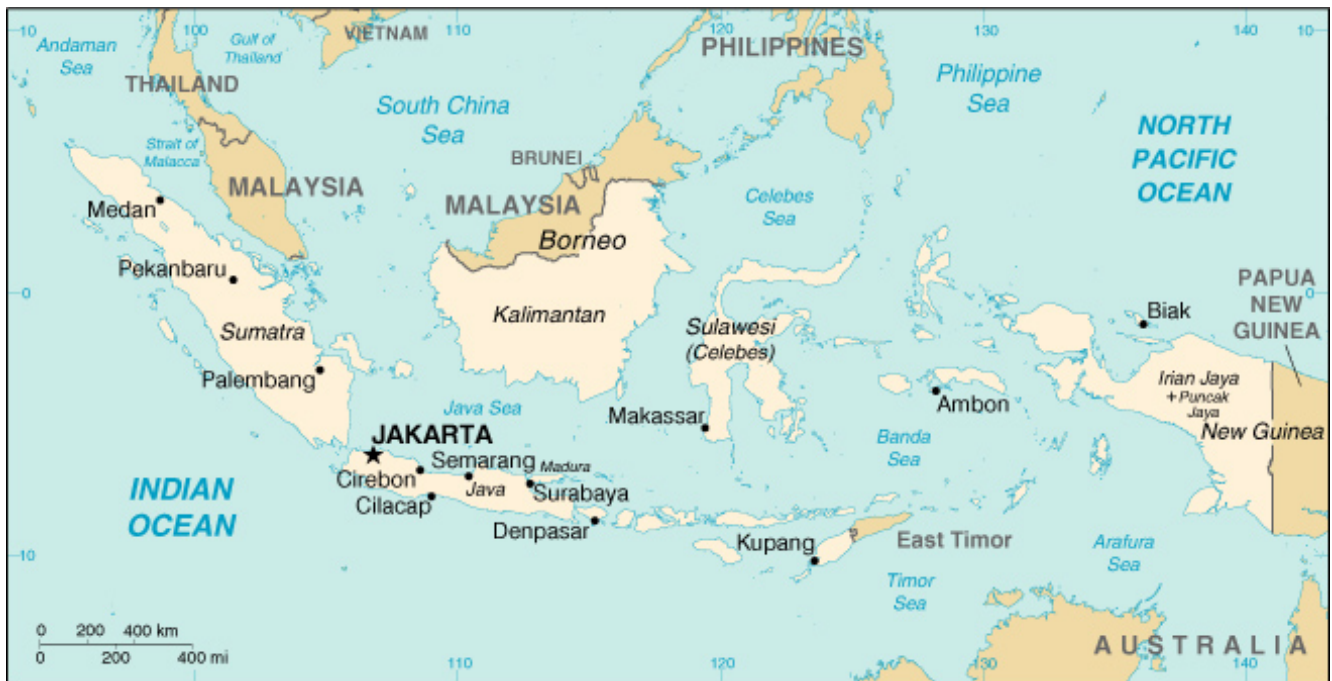 10
100
110
120
130
140
10
Andaman
Sea
Gulf of
Thailand
VIETNAM
PHILIPPINES
Philippine
Sea
THAILAND
South China
Sea
NORTH
PACIFIC
OCEAN
Strait of
Malacca
BRUNEI
MALAYSIA
MALAYSIA
Celebes
Sea
Medan
Borneo
Pekanbaru
0
0
PAPUA
NEW
GUINEA
Biak
Kalimantan
Sumatra
Sulawesi
(Celebes)
Palembang
Irian Jaya
+ Puncak
Jaya
Ambon
Java Sea
Makassar
New Guinea
JAKARTA
Banda
Sea
Semarang
Madura
Cirebon
Java
Surabaya
Cilacap
INDIAN
OCEAN
Denpasar
Kupang
East Timor
Arafura
Sea
10
Timor
Sea
0 200 400 km
0 200 400 mi
AUSTRALIA
110
120
130
140